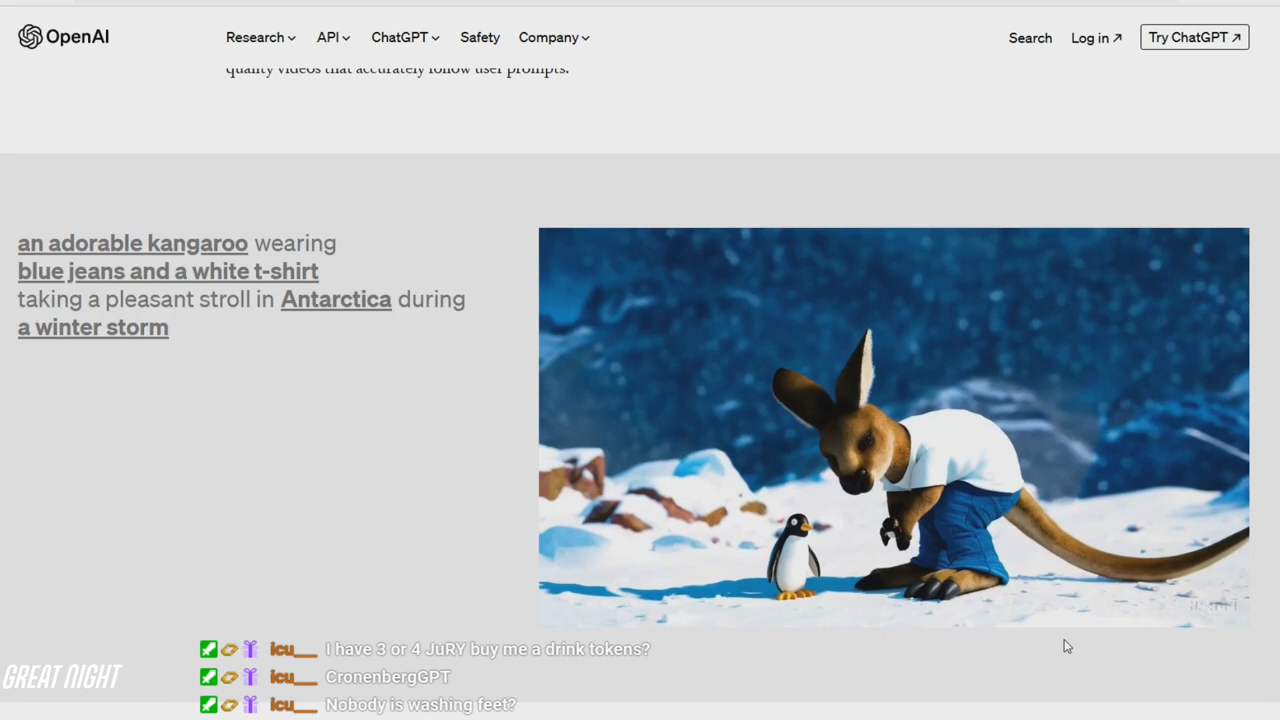 OpenAI
Research API ChatGPT Safety Company
Search Log in Try ChatGPT
quality videos that accurately follow user prompts.
an adorable kangaroo wearing
blue jeans and a white t-shirt
taking a pleasant stroll in Antarctica during
a winter storm
GREAT NIGHT
icu__ I have 3 or 4 JuRY buy me a drink tokens?
icu__ CronenbergGPT
icu__ Nobody is washing feet?